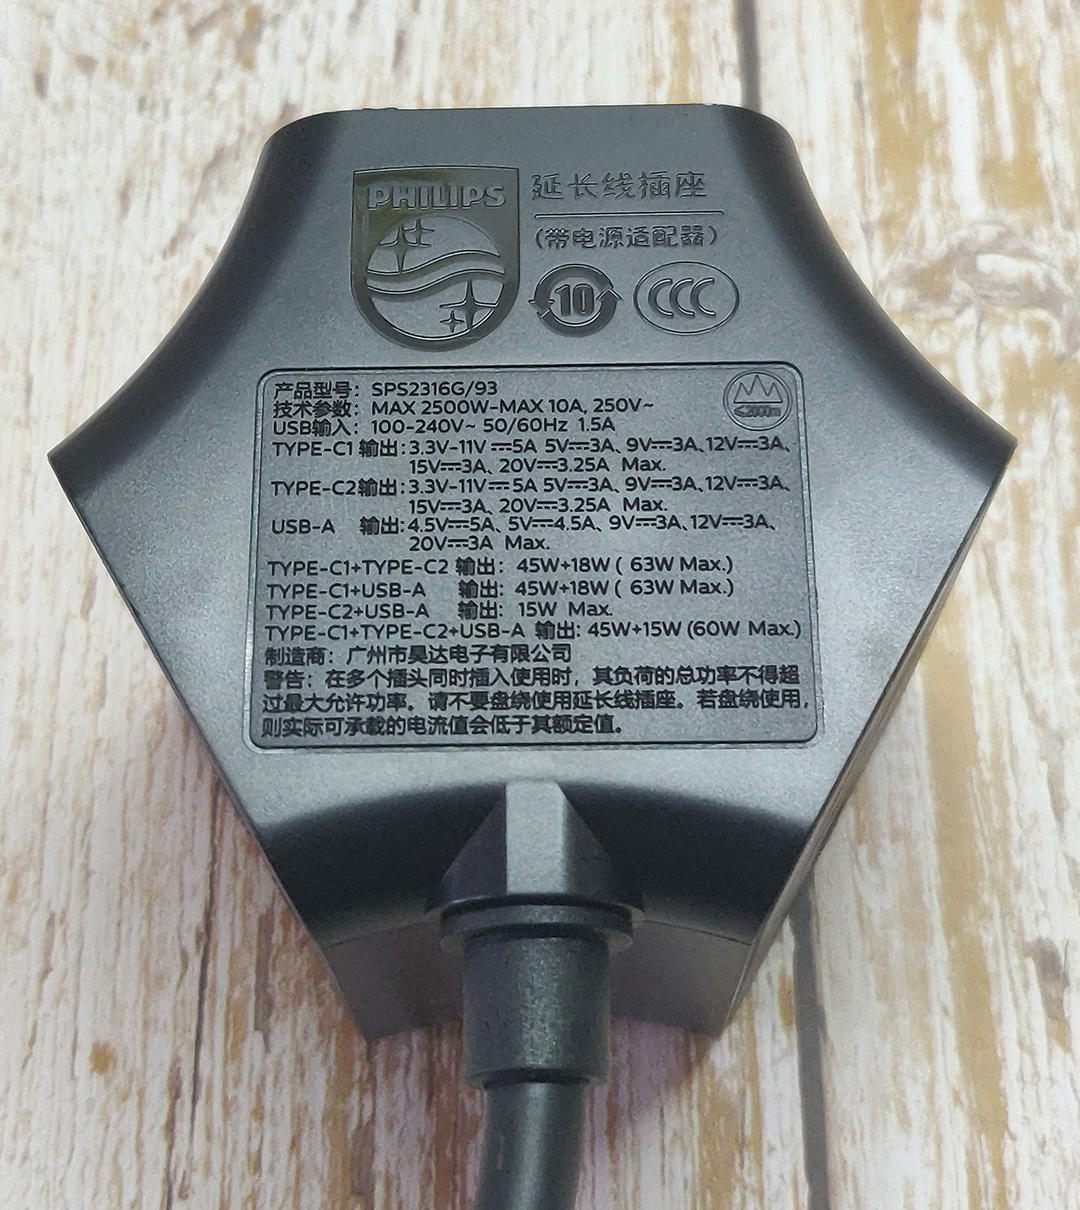 PHILIPS
延长线插座
(带电源适配器)
10
CCC
产品型号: SPS2316G/93
技术参数: MAX 2500W-MAX 10A, 250V~
≤2000m
USB输入: 100-240V~ 50/60Hz 1.5A
TYPE-C1 输出:3.3V-11V⎓5A 5V⎓3A、9V⎓3A、12V⎓3A、
15V⎓3A、20V⎓3.25A Max.
TYPE-C2输出:3.3V-11V⎓5A 5V⎓3A、9V⎓3A、12V⎓3A、
15V⎓3A、20V⎓3.25A Max.
USB-A 输出:4.5V⎓5A、5V⎓4.5A、9V⎓3A、12V⎓3A、
20V⎓3A Max.
TYPE-C1+TYPE-C2 输出: 45W+18W ( 63W Max.)
TYPE-C1+USB-A 输出: 45W+18W ( 63W Max.)
TYPE-C2+USB-A 输出: 15W Max.
TYPE-C1+TYPE-C2+USB-A 输出: 45W+15W (60W Max.)
制造商: 广州市昊达电子有限公司
警告: 在多个插头同时插入使用时, 其负荷的总功率不得超
过最大允许功率。请不要盘绕使用延长线插座。若盘绕使用,
则实际可承载的电流值会低于其额定值。